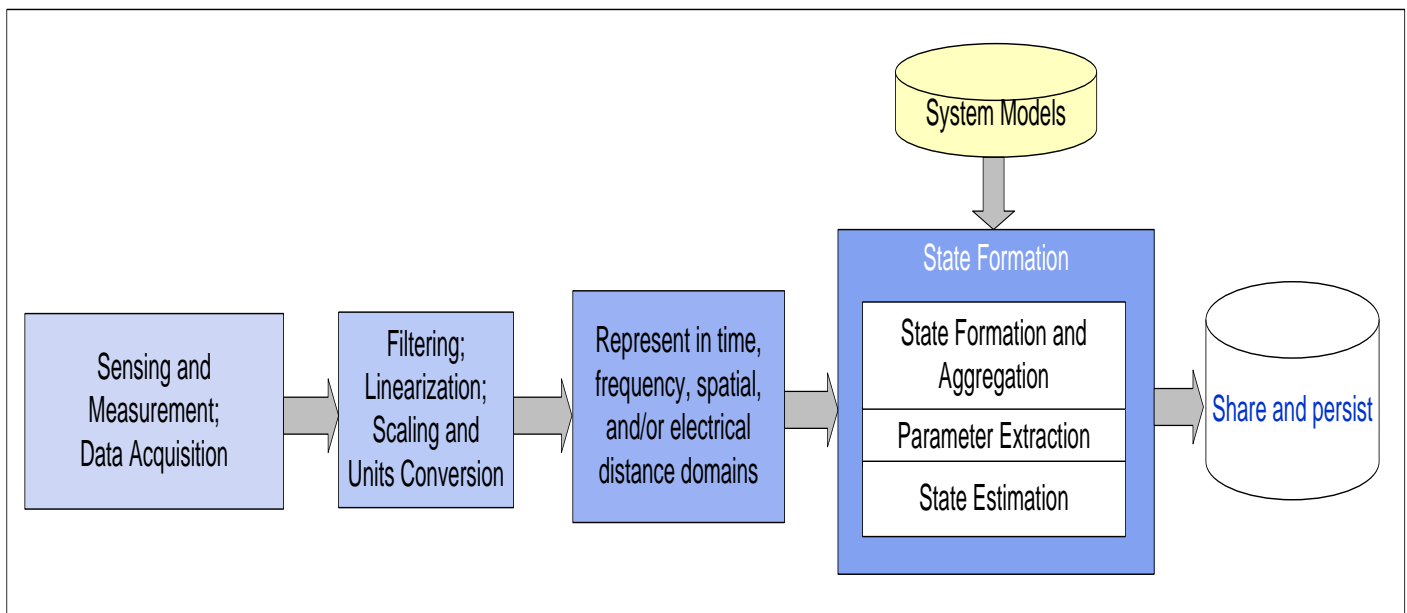 System Models
Sensing and
Measurement;
Data Acquisition
Filtering;
Linearization;
Scaling and
Units Conversion
Represent in time,
frequency, spatial,
and/or electrical
distance domains
State Formation
State Formation and
Aggregation
Parameter Extraction
State Estimation
Share and persist